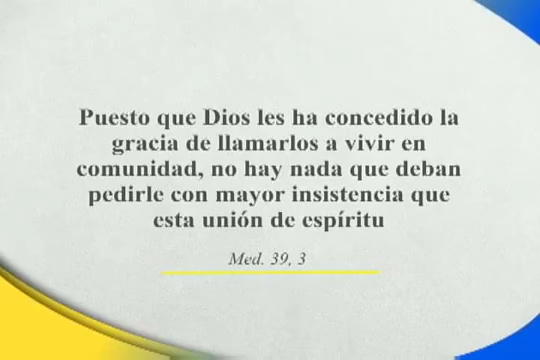 Puesto que Dios les ha concedido la
gracia de llamarlos a vivir en
comunidad, no hay nada que deban
pedirle con mayor insistencia que
esta unión de espíritu
Med. 39, 3